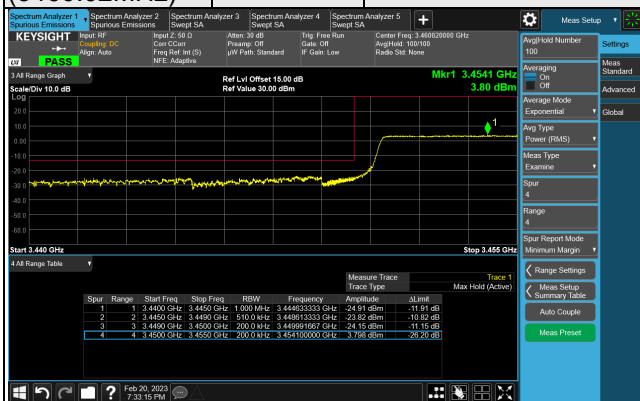 Spectrum Analyzer 1
Spurious Emissions
Spectrum Analyzer 2
Spurious Emissions
Spectrum Analyzer 3
Swept SA
Spectrum Analyzer 4
Swept SA
Spectrum Analyzer 5
Swept SA
+
Meas Setup
KEYSIGHT
LXI
PASS
Input: RF
Coupling: DC
Align: Auto
Input Z: 50 Ω
Corr CCorr
Freq Ref: Int (S)
NFE: Adaptive
Atten: 30 dB
Preamp: Off
µW Path: Standard
Trig: Free Run
Gate: Off
IF Gain: Low
Center Freq: 3.460020000 GHz
Avg|Hold: 100/100
Radio Std: None
3 All Range Graph
Scale/Div 10.0 dB
Ref Lvl Offset 15.00 dB
Ref Value 30.00 dBm
Mkr1 3.4541 GHz
3.80 dBm
Log
20.0
10.0
0.00
-10.0
-20.0
-30.0
-40.0
-50.0
-60.0
1
Start 3.440 GHz
Stop 3.455 GHz
4 All Range Table
Measure Trace Trace 1
Trace Type Max Hold (Active)
Spur Range Start Freq Stop Freq RBW Frequency Amplitude ΔLimit
1 1 3.4400 GHz 3.4450 GHz 1.000 MHz 3.444633333 GHz -24.91 dBm -11.91 dB
2 2 3.4450 GHz 3.4490 GHz 510.0 kHz 3.448613333 GHz -23.82 dBm -10.82 dB
3 3 3.4490 GHz 3.4500 GHz 200.0 kHz 3.449991667 GHz -24.15 dBm -11.15 dB
4 4 3.4500 GHz 3.4550 GHz 200.0 kHz 3.454100000 GHz 3.798 dBm -26.20 dB
Avg|Hold Number
100
Averaging
On
Off
Average Mode
Exponential
Avg Type
Power (RMS)
Meas Type
Examine
Spur
4
Range
4
Spur Report Mode
Minimum Margin
Range Settings
Meas Setup
Summary Table
Auto Couple
Meas Preset
Settings
Meas
Standard
Advanced
Global
?
Feb 20, 2023
7:33:15 PM